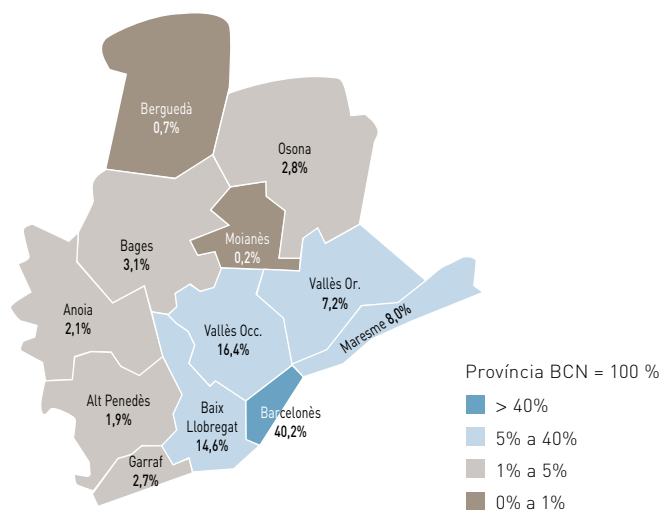 Berguedà
0,7%
Osona
2,8%
Moianès
0,2%
Bages
3,1%
Vallès Or.
7,2%
Anoia
2,1%
Maresme 8,0%
Vallès Occ.
16,4%
Alt Penedès
1,9%
Baix
Llobregat
14,6%
Barcelonès
40,2%
Garraf
2,7%
Província BCN = 100 %
> 40%
5% a 40%
1% a 5%
0% a 1%